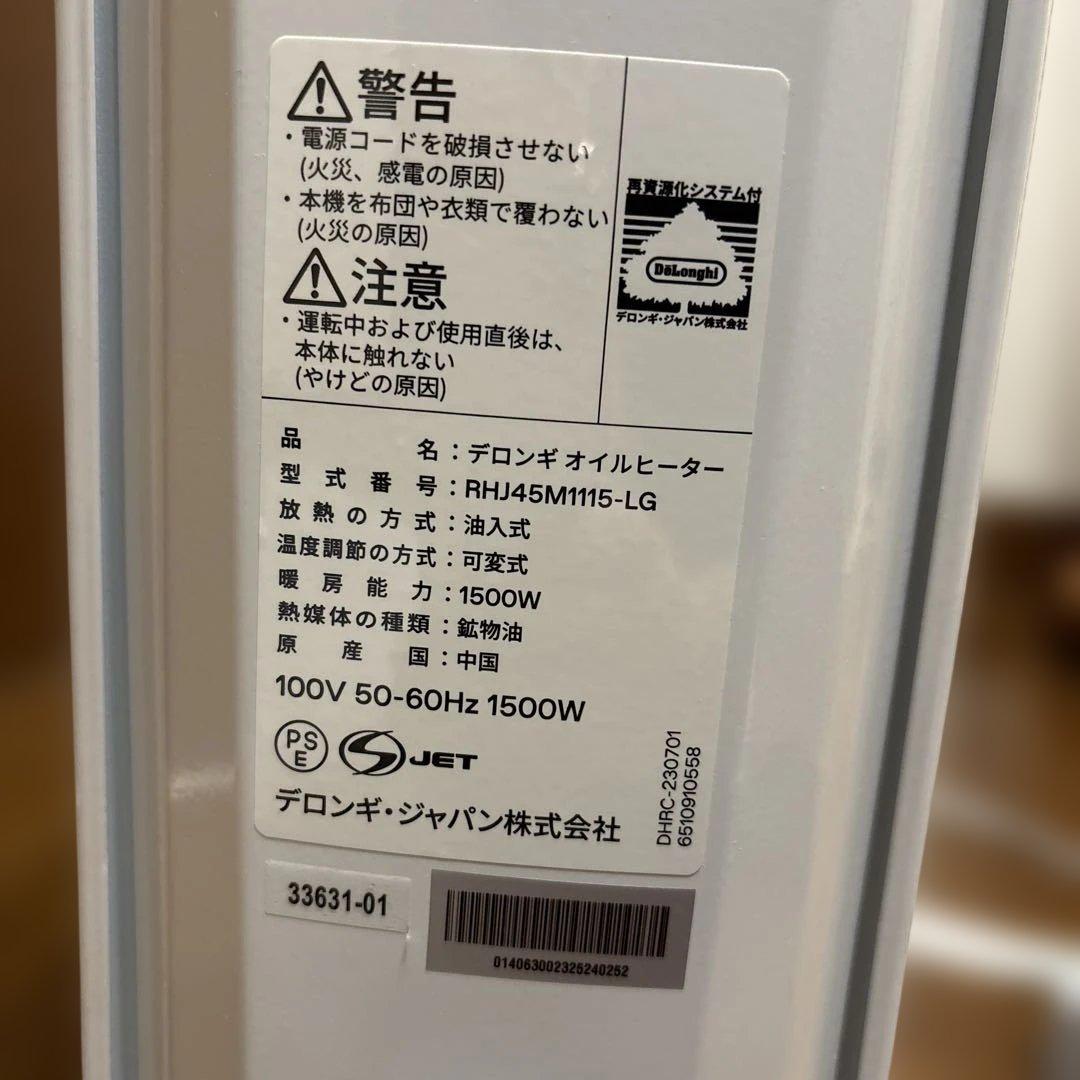 警告
・電源コードを破損させない
(火災、感電の原因)
・本機を布団や衣類で覆わない
(火災の原因)
注意
・運転中および使用直後は、
本体に触れない
(やけどの原因)
再資源化システム付
DeLonghi
デロンギ・ジャパン株式会社
品名：デロンギ オイルヒーター
型式番号：RHJ45M1115-LG
放熱の方式：油入式
温度調節の方式：可変式
暖房能力：1500W
熱媒体の種類：鉱物油
原産国：中国
100V 50-60Hz 1500W
PSE
S JET
デロンギ・ジャパン株式会社
DHRC-230701
6510910558
33631-01
014063002325240252